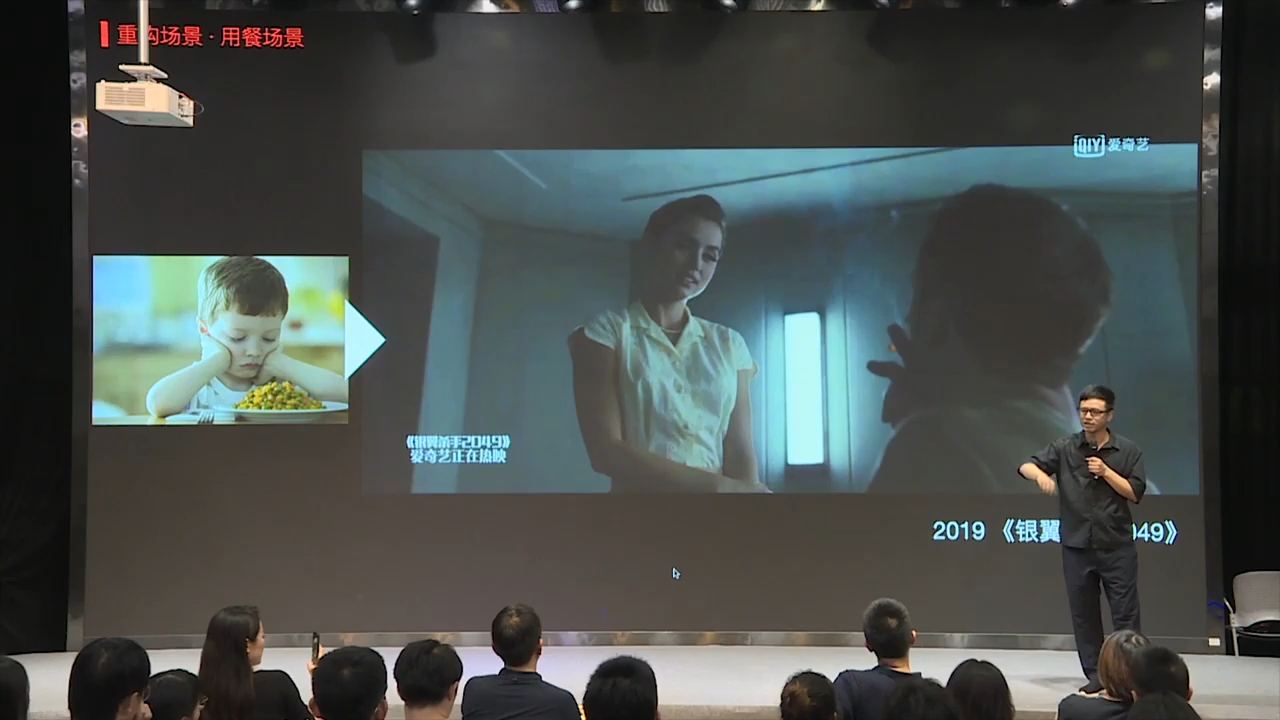 重构场景 · 用餐场景
QIY 爱奇艺
《银翼杀手2049》
爱奇艺正在热映
2019 《银翼 049》